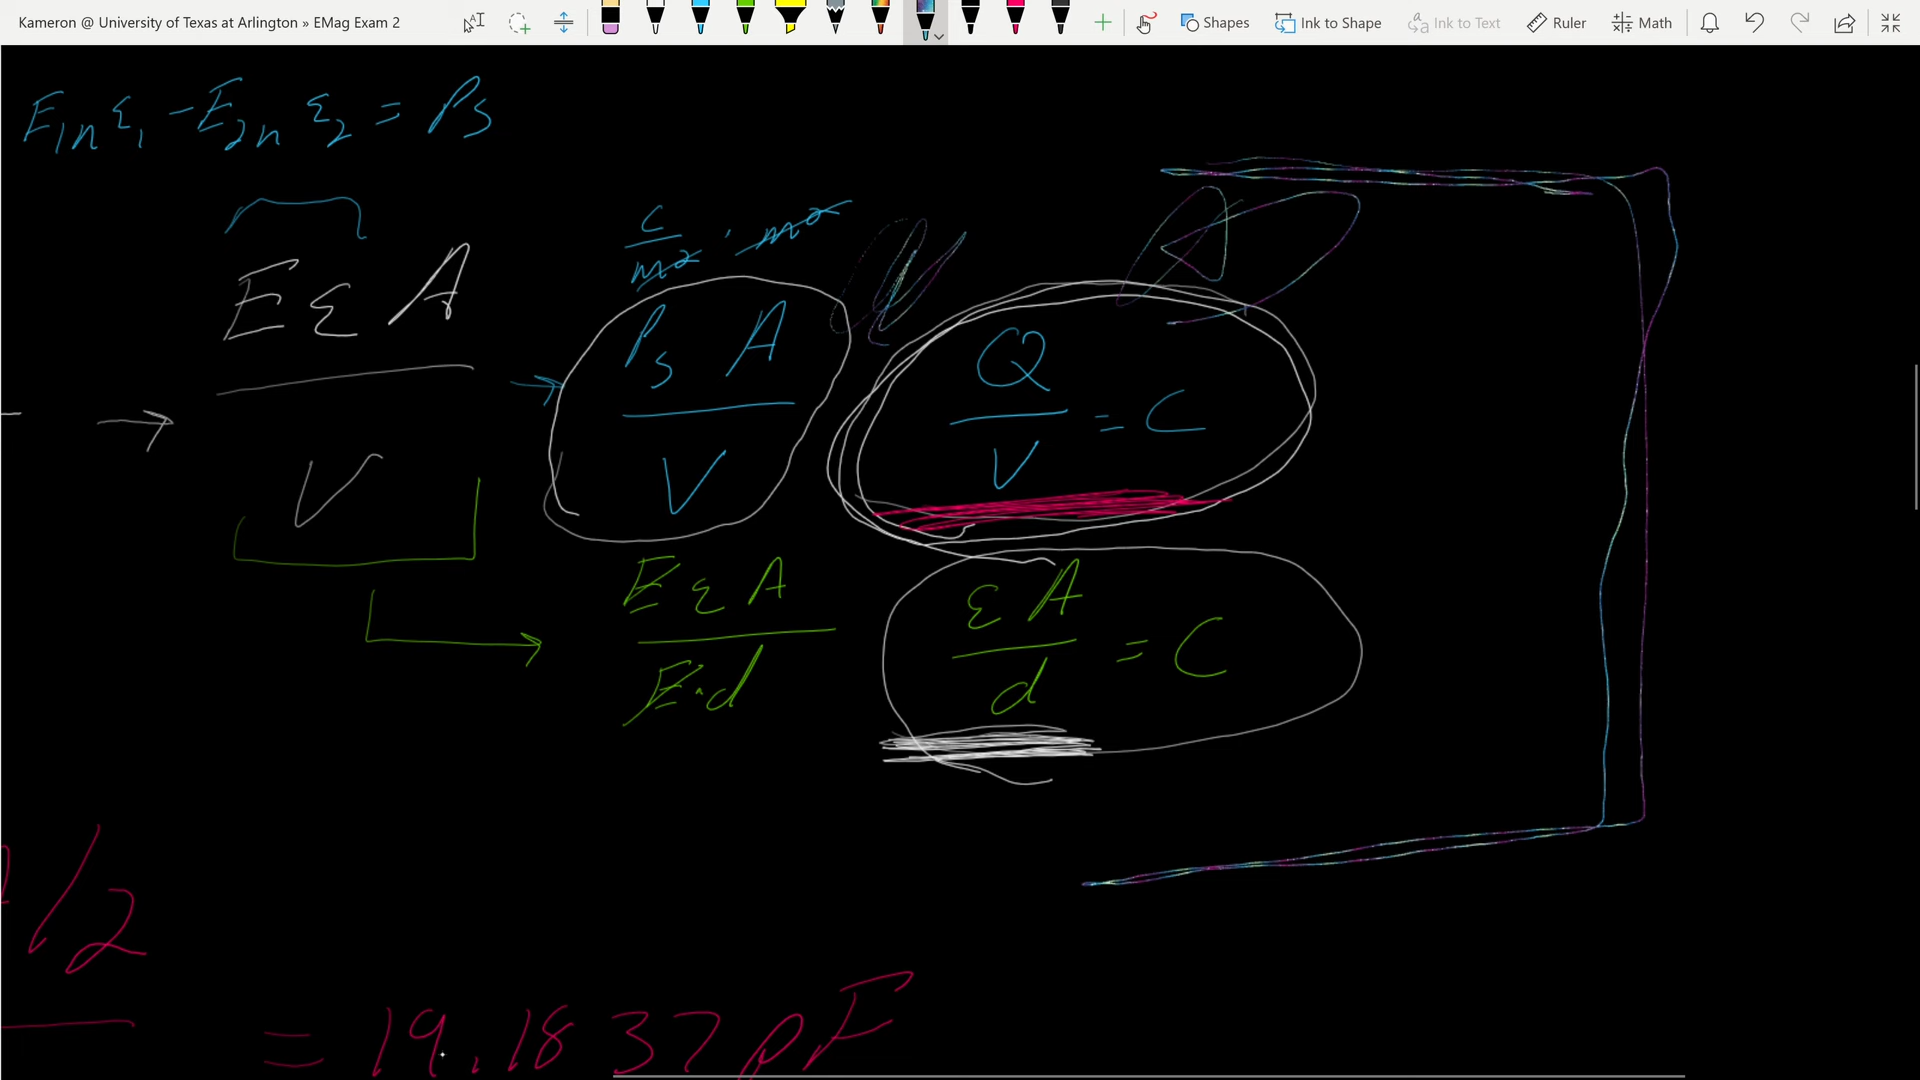 Kameron @ University of Texas at Arlington » EMag Exam 2
Shapes
Ink to Shape
Ink to Text
Ruler
Math
E1n ε1 - E2n ε2 = ρs
C/m² · m²
E ε A / V → ρs A / V
Q / V = C
E ε A / E·d
ε A / d = C
/2
= 19.1837 pF